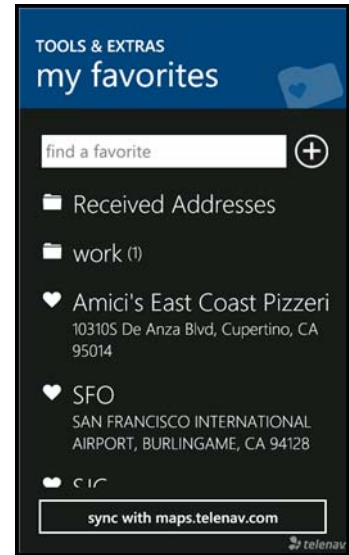 TOOLS & EXTRAS
my favorites
find a favorite
Received Addresses
work (1)
Amici's East Coast Pizzeri
10310S De Anza Blvd, Cupertino, CA
95014
SFO
SAN FRANCISCO INTERNATIONAL
AIRPORT, BURLINGAME, CA 94128
SJC
sync with maps.telenav.com
telenav